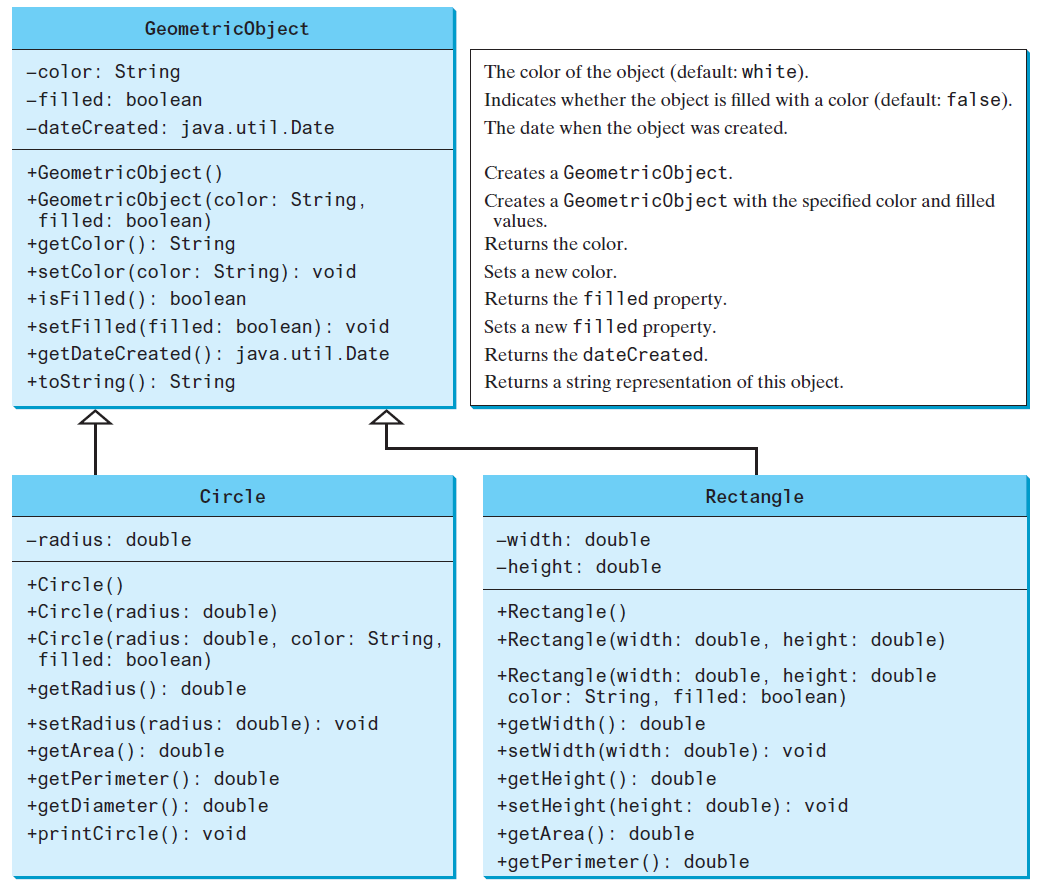 GeometricObject
–color: String
–filled: boolean
–dateCreated: java.util.Date
+GeometricObject()
+GeometricObject(color: String,
filled: boolean)
+getColor(): String
+setColor(color: String): void
+isFilled(): boolean
+setFilled(filled: boolean): void
+getDateCreated(): java.util.Date
+toString(): String
The color of the object (default: white).
Indicates whether the object is filled with a color (default: false).
The date when the object was created.
Creates a GeometricObject.
Creates a GeometricObject with the specified color and filled
values.
Returns the color.
Sets a new color.
Returns the filled property.
Sets a new filled property.
Returns the dateCreated.
Returns a string representation of this object.
Circle
–radius: double
+Circle()
+Circle(radius: double)
+Circle(radius: double, color: String,
filled: boolean)
+getRadius(): double
+setRadius(radius: double): void
+getArea(): double
+getPerimeter(): double
+getDiameter(): double
+printCircle(): void
Rectangle
–width: double
–height: double
+Rectangle()
+Rectangle(width: double, height: double)
+Rectangle(width: double, height: double
color: String, filled: boolean)
+getWidth(): double
+setWidth(width: double): void
+getHeight(): double
+setHeight(height: double): void
+getArea(): double
+getPerimeter(): double